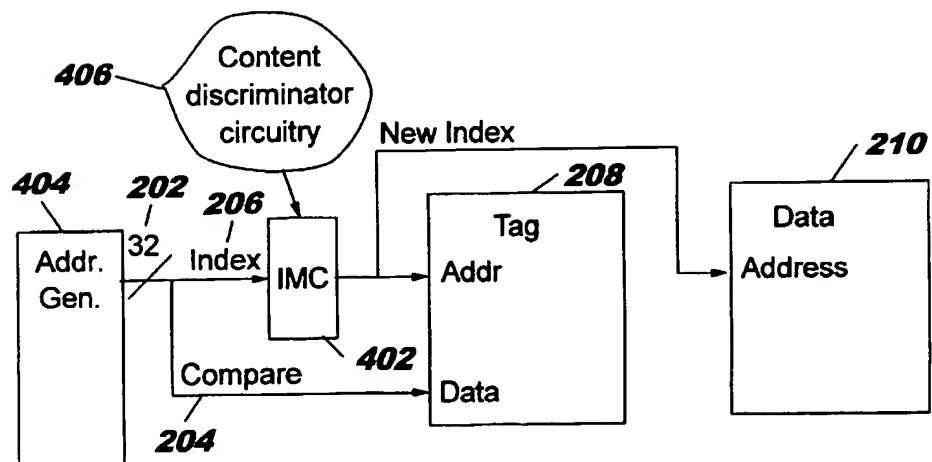 406
Content
discriminator
circuitry
New Index
210
404
202
206
208
32
Addr.
Gen.
Index
IMC
Tag
Addr
Data
Address
402
Compare
Data
204